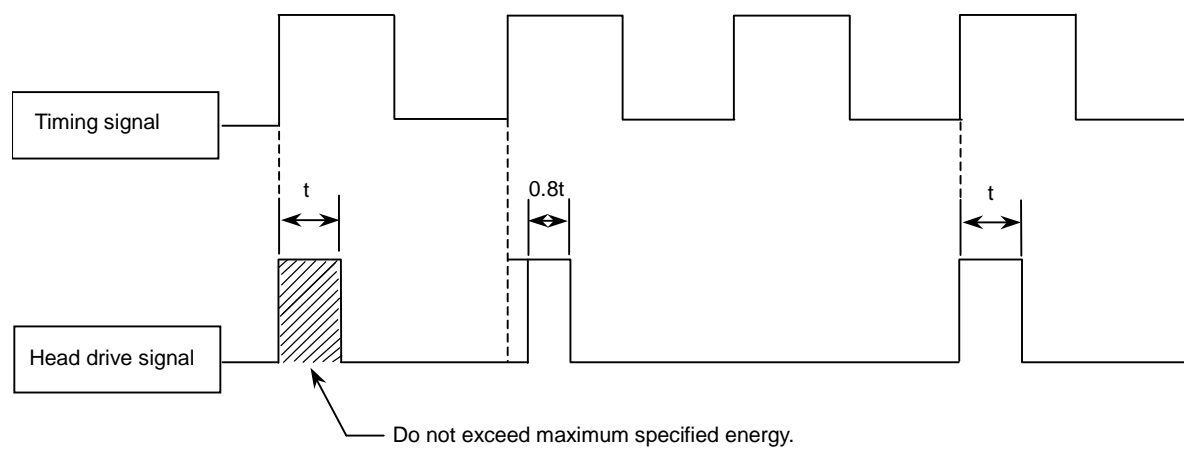 Timing signal
t
0.8t
t
Head drive signal
Do not exceed maximum specified energy.